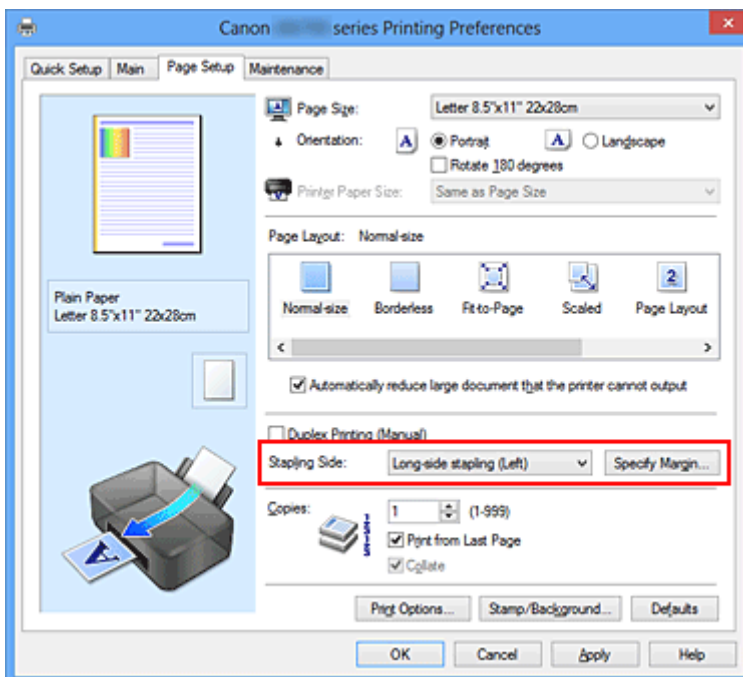 Canon series Printing Preferences
Quick Setup Main Page Setup Maintenance
Page Size: Letter 8.5"x11" 22x28cm
Orientation: A Portrait A Landscape
Rotate 180 degrees
Printer Paper Size: Same as Page Size
Page Layout: Normal-size
Normal-size Borderless Fit-to-Page Scaled 2 Page Layout
Plain Paper
Letter 8.5"x11" 22x28cm
Automatically reduce large document that the printer cannot output
Duplex Printing (Manual)
Stapling Side: Long-side stapling (Left) Specify Margin...
Copies: 1 (1-999)
Print from Last Page
Collate
A
Print Options... Stamp/Background... Defaults
OK Cancel Apply Help